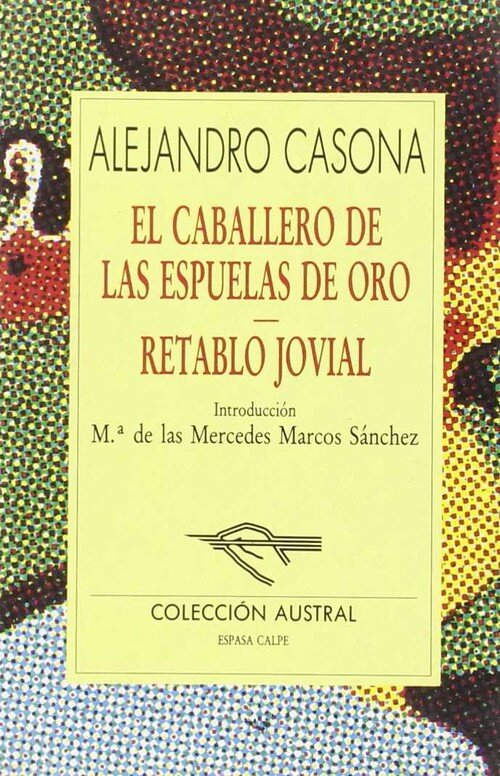 ALEJANDRO CASONA
EL CABALLERO DE
LAS ESPUELAS DE ORO
—
RETABLO JOVIAL
Introducción
M.ª de las Mercedes Marcos Sánchez
COLECCIÓN AUSTRAL
ESPASA CALPE